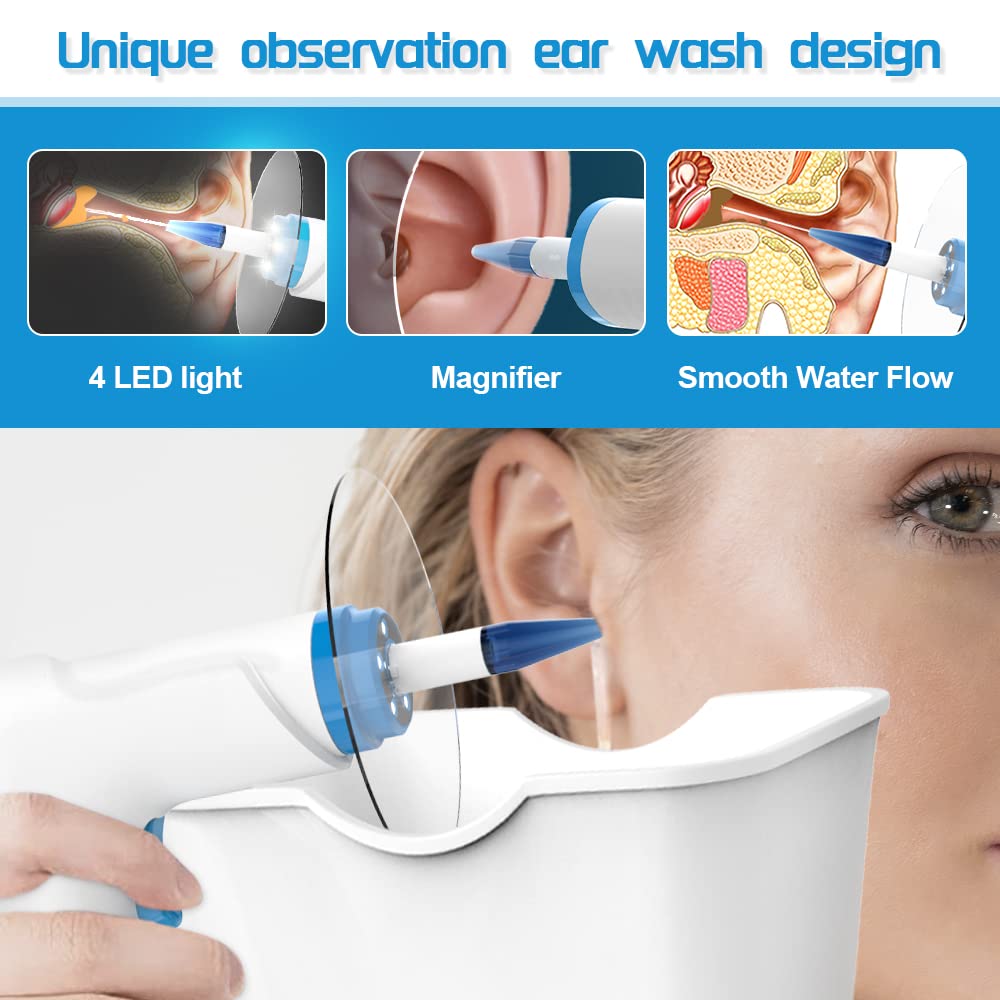 Unique observation ear wash design
4 LED light
Magnifier
Smooth Water Flow